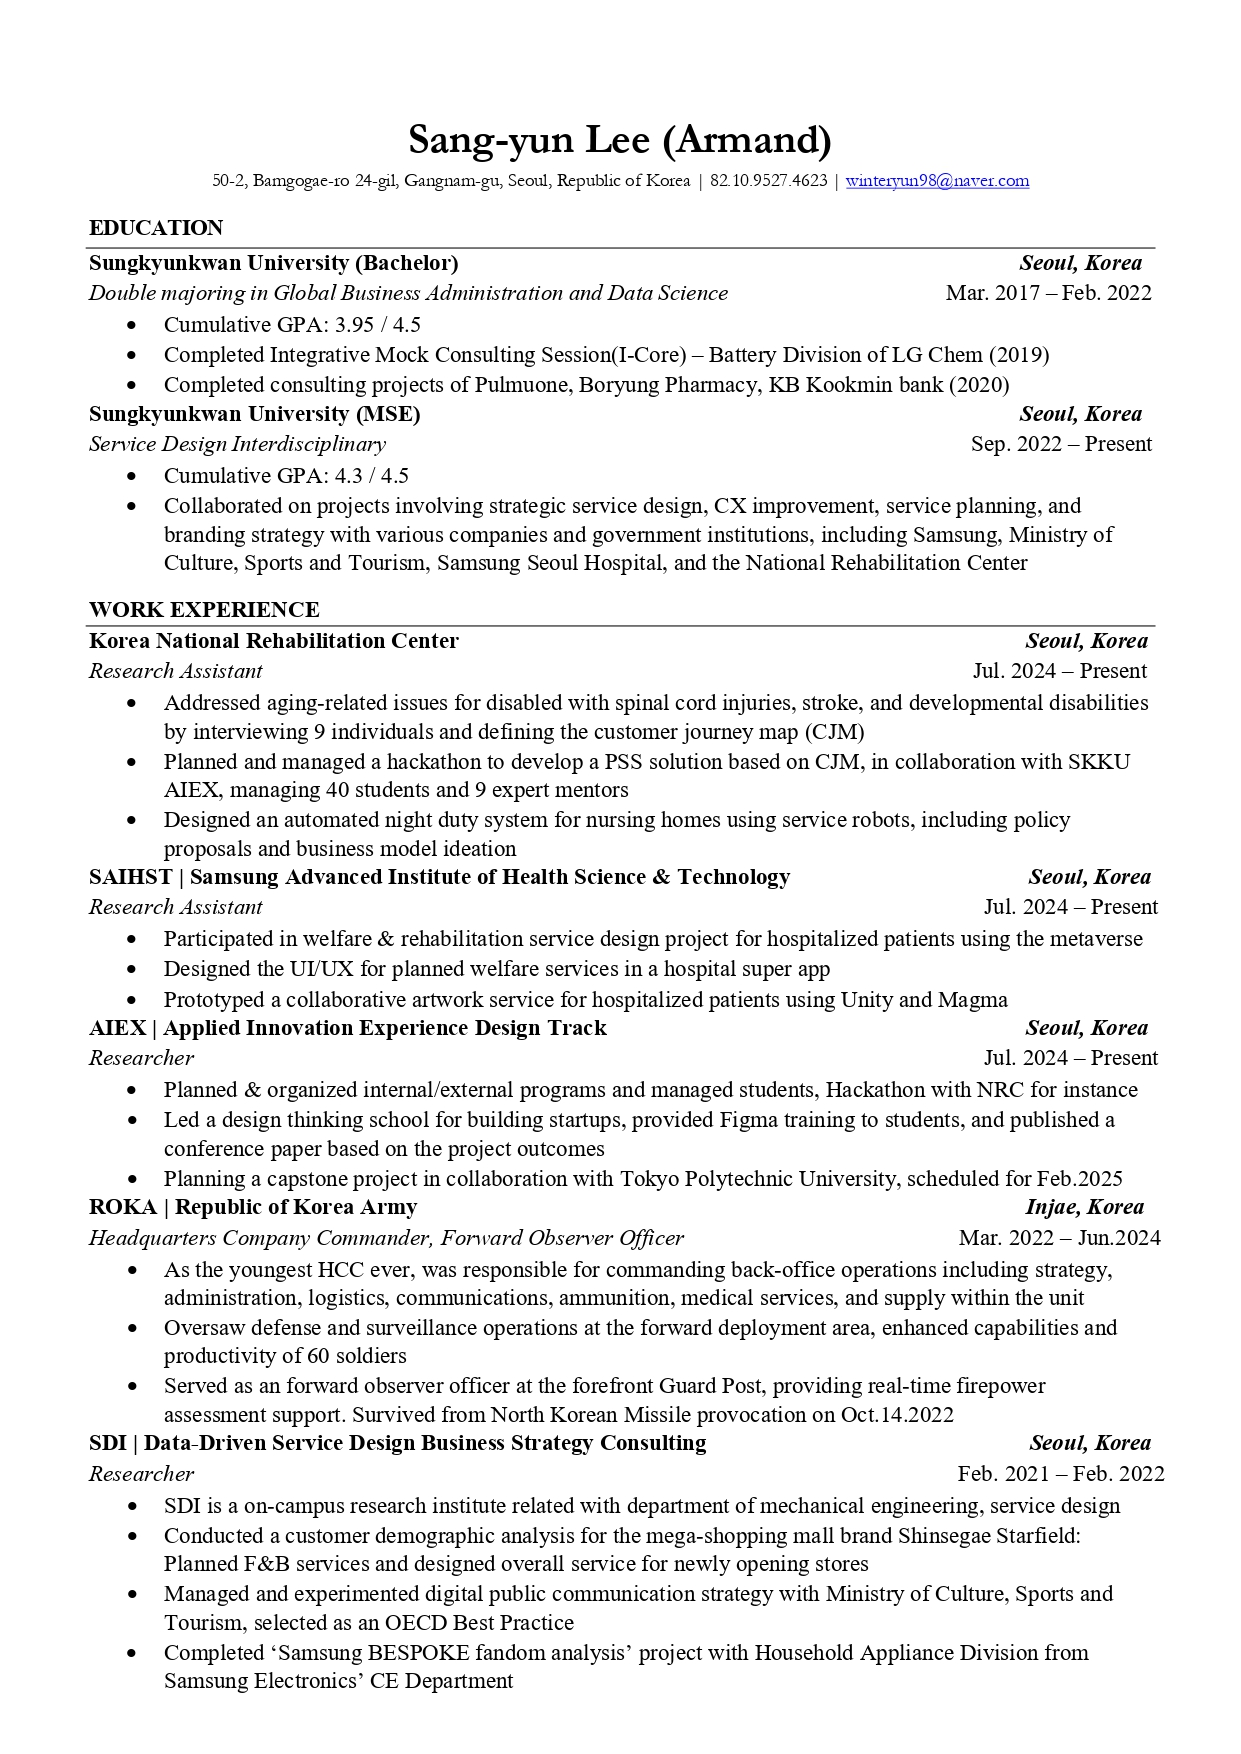 Sang-yun Lee (Armand)
50-2, Bamgogae-ro 24-gil, Gangnam-gu, Seoul, Republic of Korea | 82.10.9527.4623 | winteryun98@naver.com
EDUCATION
Sungkyunkwan University (Bachelor) Seoul, Korea
Double majoring in Global Business Administration and Data Science Mar. 2017 – Feb. 2022
• Cumulative GPA: 3.95 / 4.5
• Completed Integrative Mock Consulting Session(I-Core) – Battery Division of LG Chem (2019)
• Completed consulting projects of Pulmuone, Boryung Pharmacy, KB Kookmin bank (2020)
Sungkyunkwan University (MSE) Seoul, Korea
Service Design Interdisciplinary Sep. 2022 – Present
• Cumulative GPA: 4.3 / 4.5
• Collaborated on projects involving strategic service design, CX improvement, service planning, and
branding strategy with various companies and government institutions, including Samsung, Ministry of
Culture, Sports and Tourism, Samsung Seoul Hospital, and the National Rehabilitation Center
WORK EXPERIENCE
Korea National Rehabilitation Center Seoul, Korea
Research Assistant Jul. 2024 – Present
• Addressed aging-related issues for disabled with spinal cord injuries, stroke, and developmental disabilities
by interviewing 9 individuals and defining the customer journey map (CJM)
• Planned and managed a hackathon to develop a PSS solution based on CJM, in collaboration with SKKU
AIEX, managing 40 students and 9 expert mentors
• Designed an automated night duty system for nursing homes using service robots, including policy
proposals and business model ideation
SAIHST | Samsung Advanced Institute of Health Science & Technology Seoul, Korea
Research Assistant Jul. 2024 – Present
• Participated in welfare & rehabilitation service design project for hospitalized patients using the metaverse
• Designed the UI/UX for planned welfare services in a hospital super app
• Prototyped a collaborative artwork service for hospitalized patients using Unity and Magma
AIEX | Applied Innovation Experience Design Track Seoul, Korea
Researcher Jul. 2024 – Present
• Planned & organized internal/external programs and managed students, Hackathon with NRC for instance
• Led a design thinking school for building startups, provided Figma training to students, and published a
conference paper based on the project outcomes
• Planning a capstone project in collaboration with Tokyo Polytechnic University, scheduled for Feb.2025
ROKA | Republic of Korea Army Injae, Korea
Headquarters Company Commander, Forward Observer Officer Mar. 2022 – Jun.2024
• As the youngest HCC ever, was responsible for commanding back-office operations including strategy,
administration, logistics, communications, ammunition, medical services, and supply within the unit
• Oversaw defense and surveillance operations at the forward deployment area, enhanced capabilities and
productivity of 60 soldiers
• Served as an forward observer officer at the forefront Guard Post, providing real-time firepower
assessment support. Survived from North Korean Missile provocation on Oct.14.2022
SDI | Data-Driven Service Design Business Strategy Consulting Seoul, Korea
Researcher Feb. 2021 – Feb. 2022
• SDI is a on-campus research institute related with department of mechanical engineering, service design
• Conducted a customer demographic analysis for the mega-shopping mall brand Shinsegae Starfield:
Planned F&B services and designed overall service for newly opening stores
• Managed and experimented digital public communication strategy with Ministry of Culture, Sports and
Tourism, selected as an OECD Best Practice
• Completed ‘Samsung BESPOKE fandom analysis’ project with Household Appliance Division from
Samsung Electronics’ CE Department